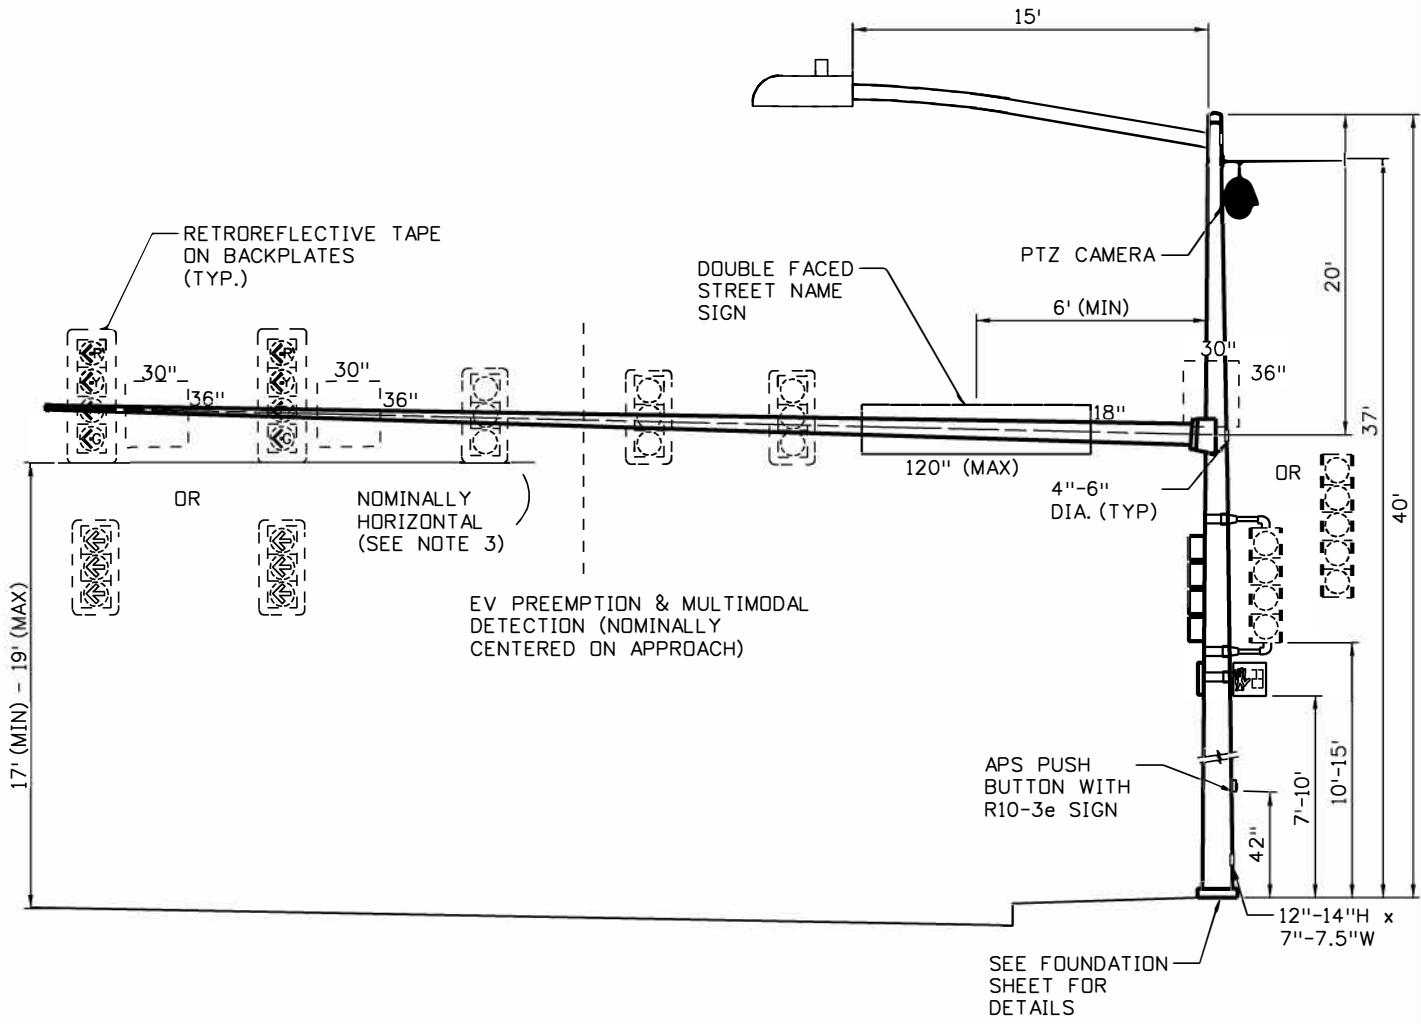 15'
RETROREFLECTIVE TAPE
ON BACKPLATES
(TYP.)
DOUBLE FACED
STREET NAME
SIGN
PTZ CAMERA
6' (MIN)
20'
37'
40'
30"
36"
30"
36"
30"
36"
18"
120" (MAX)
4"-6"
DIA. (TYP)
OR
OR
R
Y
G
R
Y
G
NOMINALLY
HORIZONTAL
(SEE NOTE 3)
EV PREEMPTION & MULTIMODAL
DETECTION (NOMINALLY
CENTERED ON APPROACH)
17' (MIN) - 19' (MAX)
APS PUSH
BUTTON WITH
R10-3e SIGN
42"
7'-10'
10'-15'
12"-14"H x
7"-7.5"W
SEE FOUNDATION
SHEET FOR
DETAILS